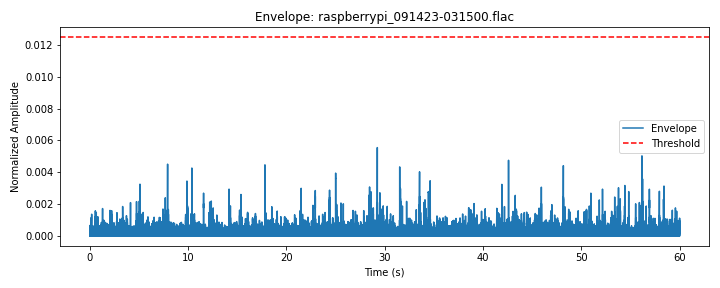 Envelope: raspberrypi_091423-031500.flac
Normalized Amplitude
0.012
0.010
0.008
0.006
0.004
0.002
0.000
Envelope
Threshold
0 10 20 30 40 50 60
Time (s)